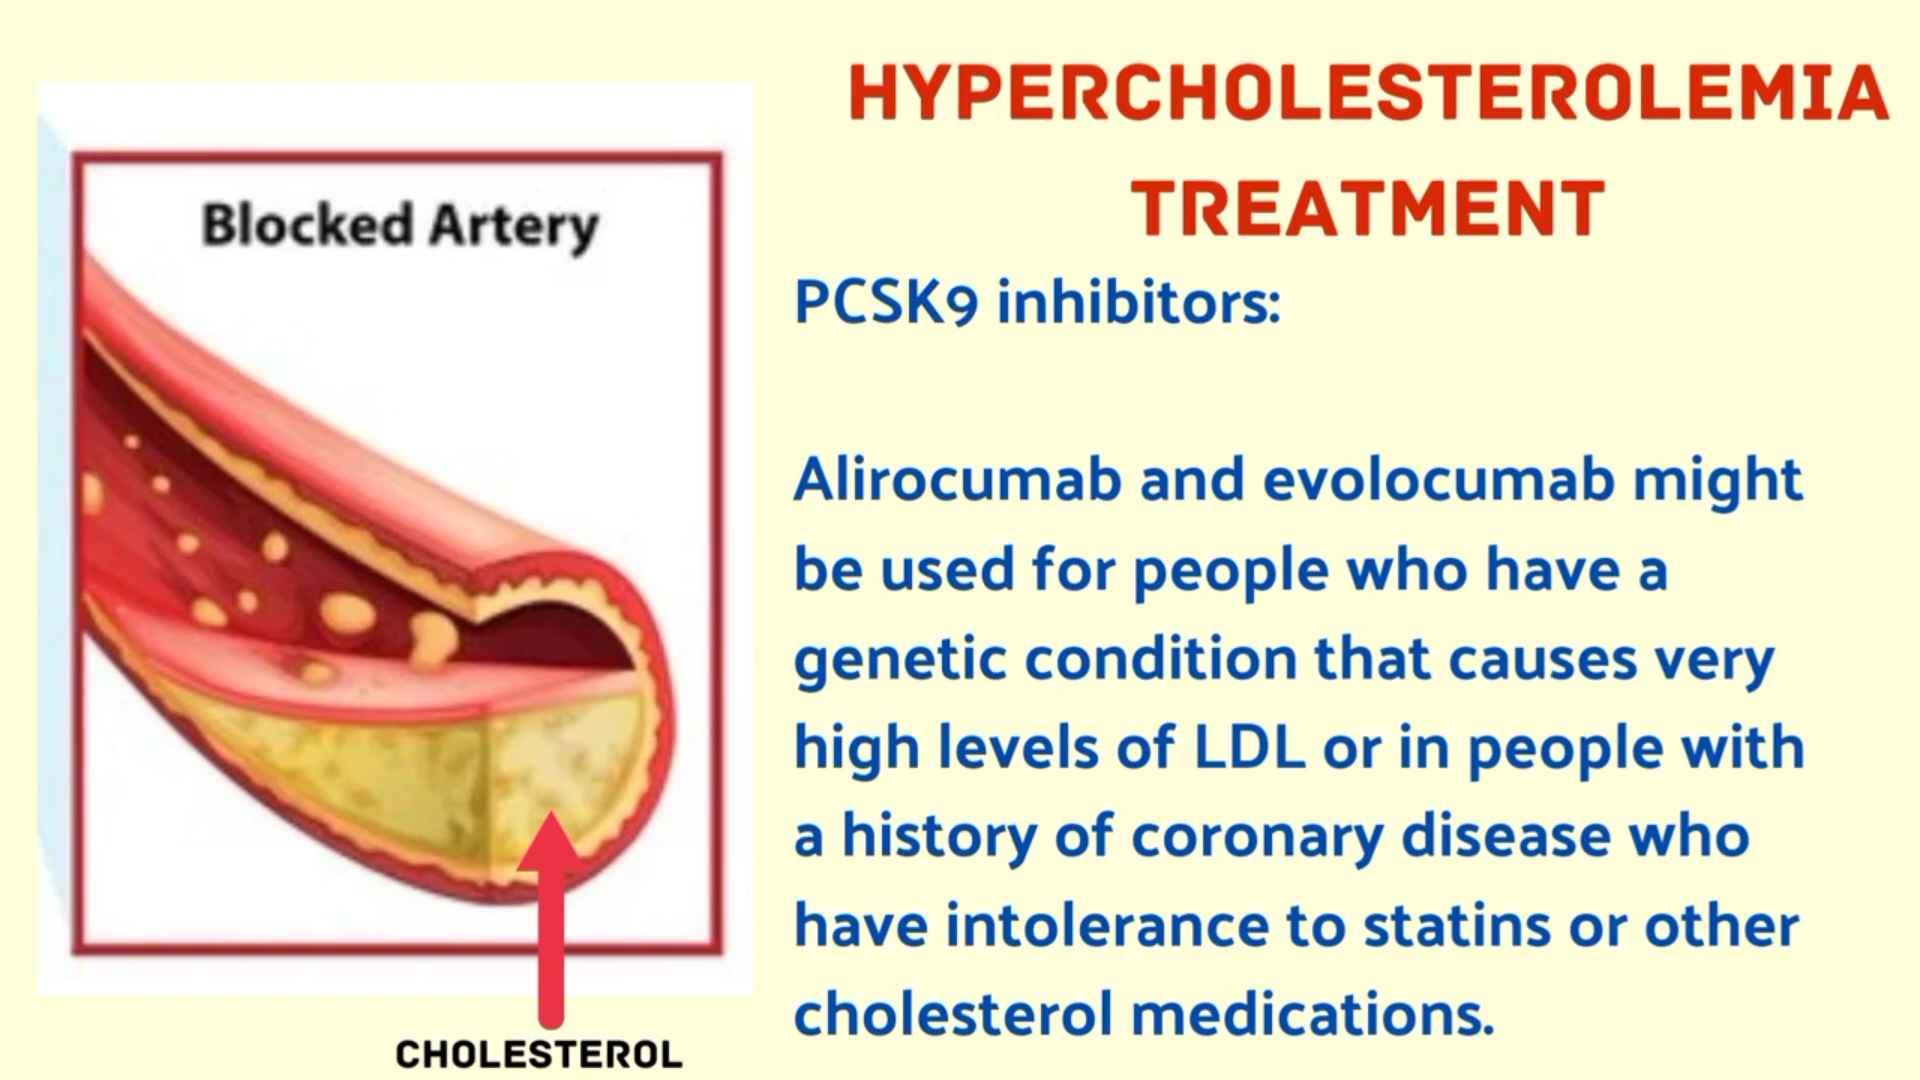 HYPERCHOLESTEROLEMIA
TREATMENT
Blocked Artery
PCSK9 inhibitors:
Alirocumab and evolocumab might
be used for people who have a
genetic condition that causes very
high levels of LDL or in people with
a history of coronary disease who
have intolerance to statins or other
cholesterol medications.
CHOLESTEROL